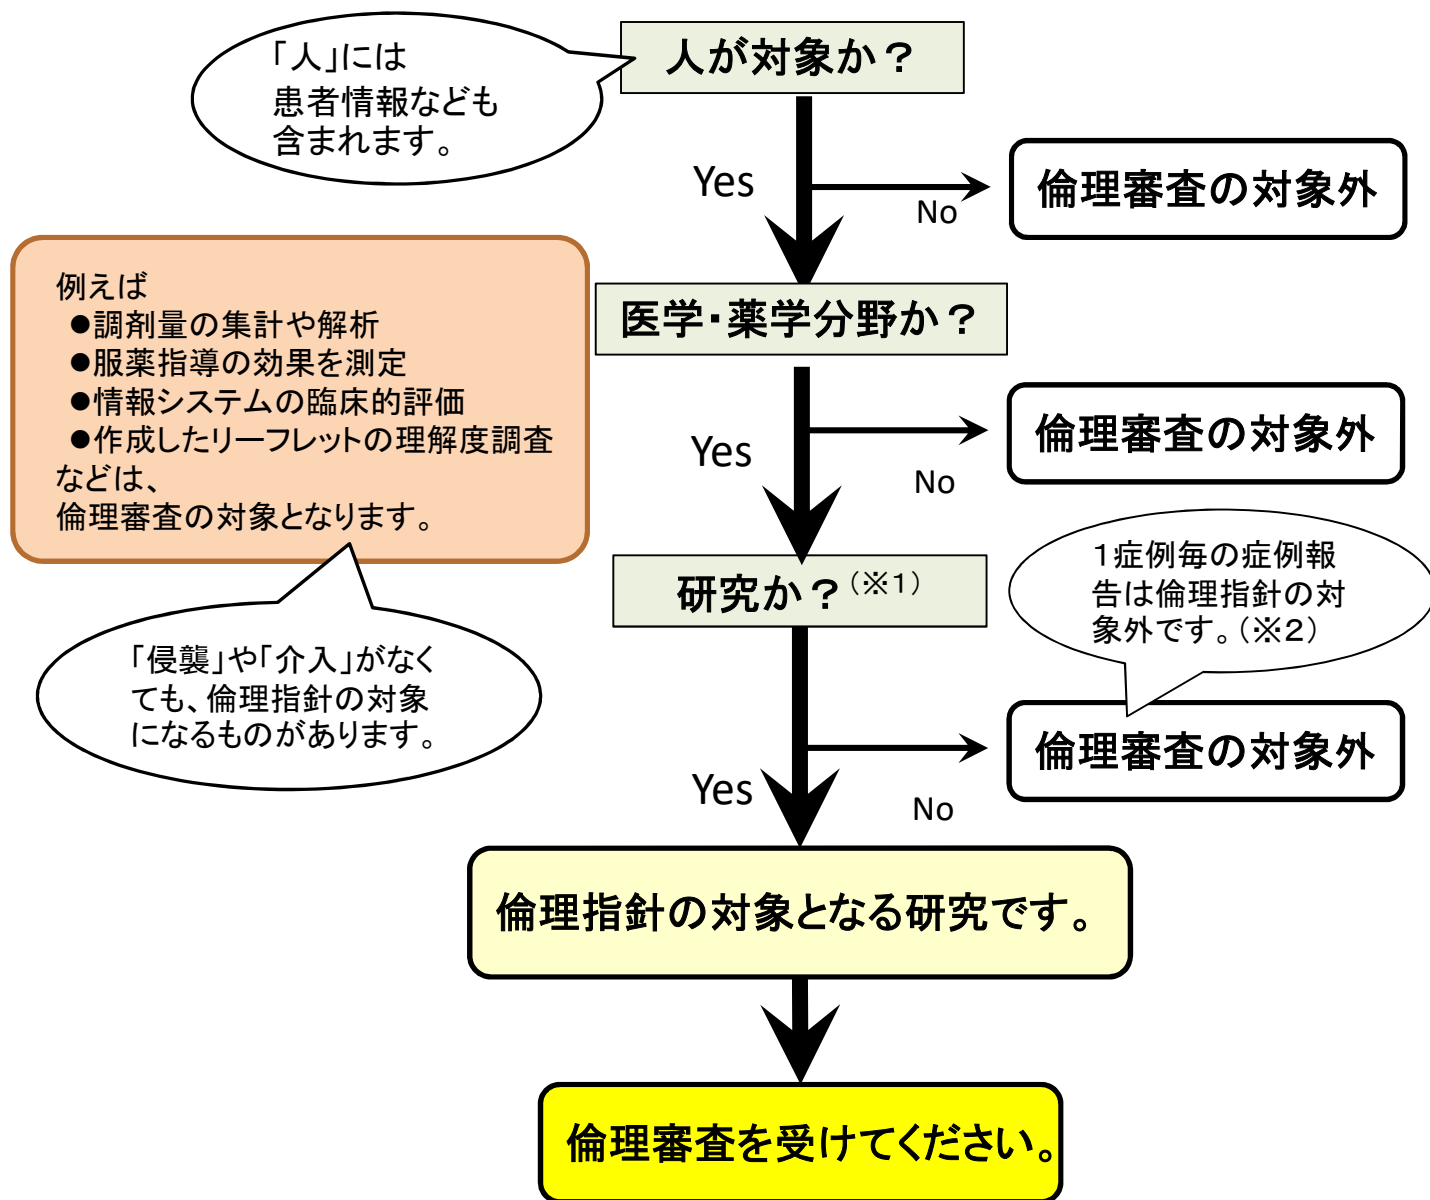 「人」には
患者情報なども
含まれます。
人が対象か？
Yes
No
倫理審査の対象外
例えば
●調剤量の集計や解析
●服薬指導の効果を測定
●情報システムの臨床的評価
●作成したリーフレットの理解度調査
などは、
倫理審査の対象となります。
医学・薬学分野か？
Yes
No
倫理審査の対象外
「侵襲」や「介入」がなく
ても、倫理指針の対象
になるものがあります。
研究か？（※１）
１症例毎の症例報
告は倫理指針の対
象外です。（※２）
Yes
No
倫理審査の対象外
倫理指針の対象となる研究です。
倫理審査を受けてください。